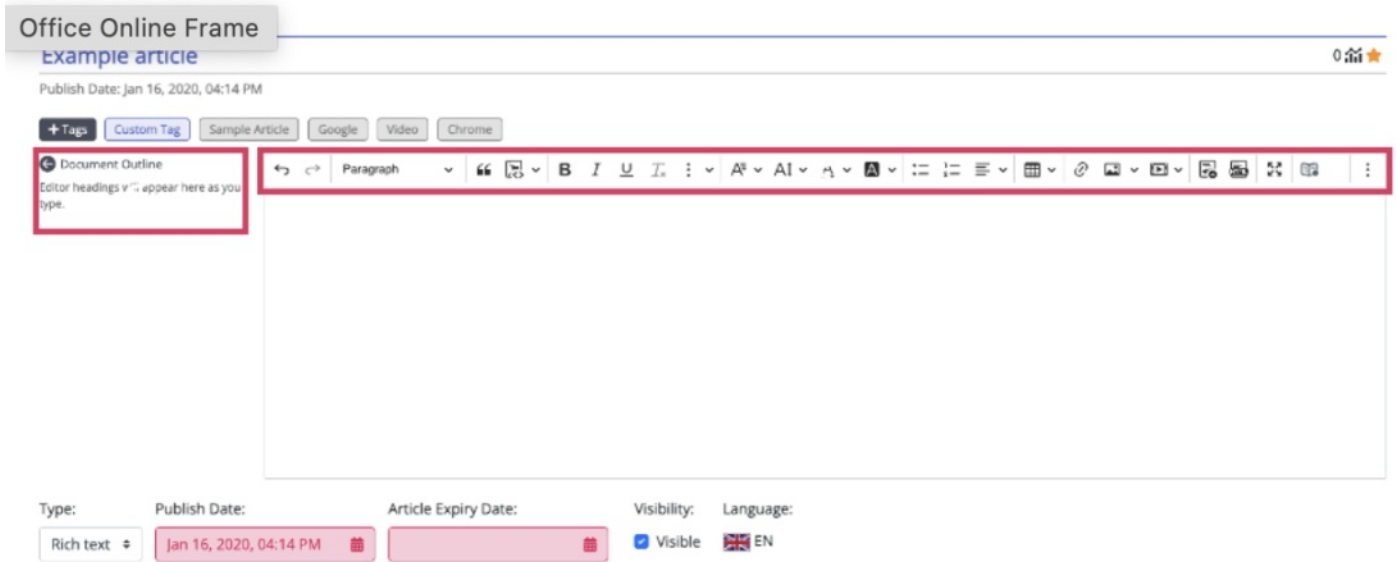 Office Online Frame
Example article
0
Publish Date: Jan 16, 2020, 04:14 PM
+ Tags Custom Tag Sample Article Google Video Chrome
Document Outline
Editor headings appear here as you
type.
Paragraph B I U
Type: Publish Date: Article Expiry Date: Visibility: Language:
Rich text Jan 16, 2020, 04:14 PM Visible EN